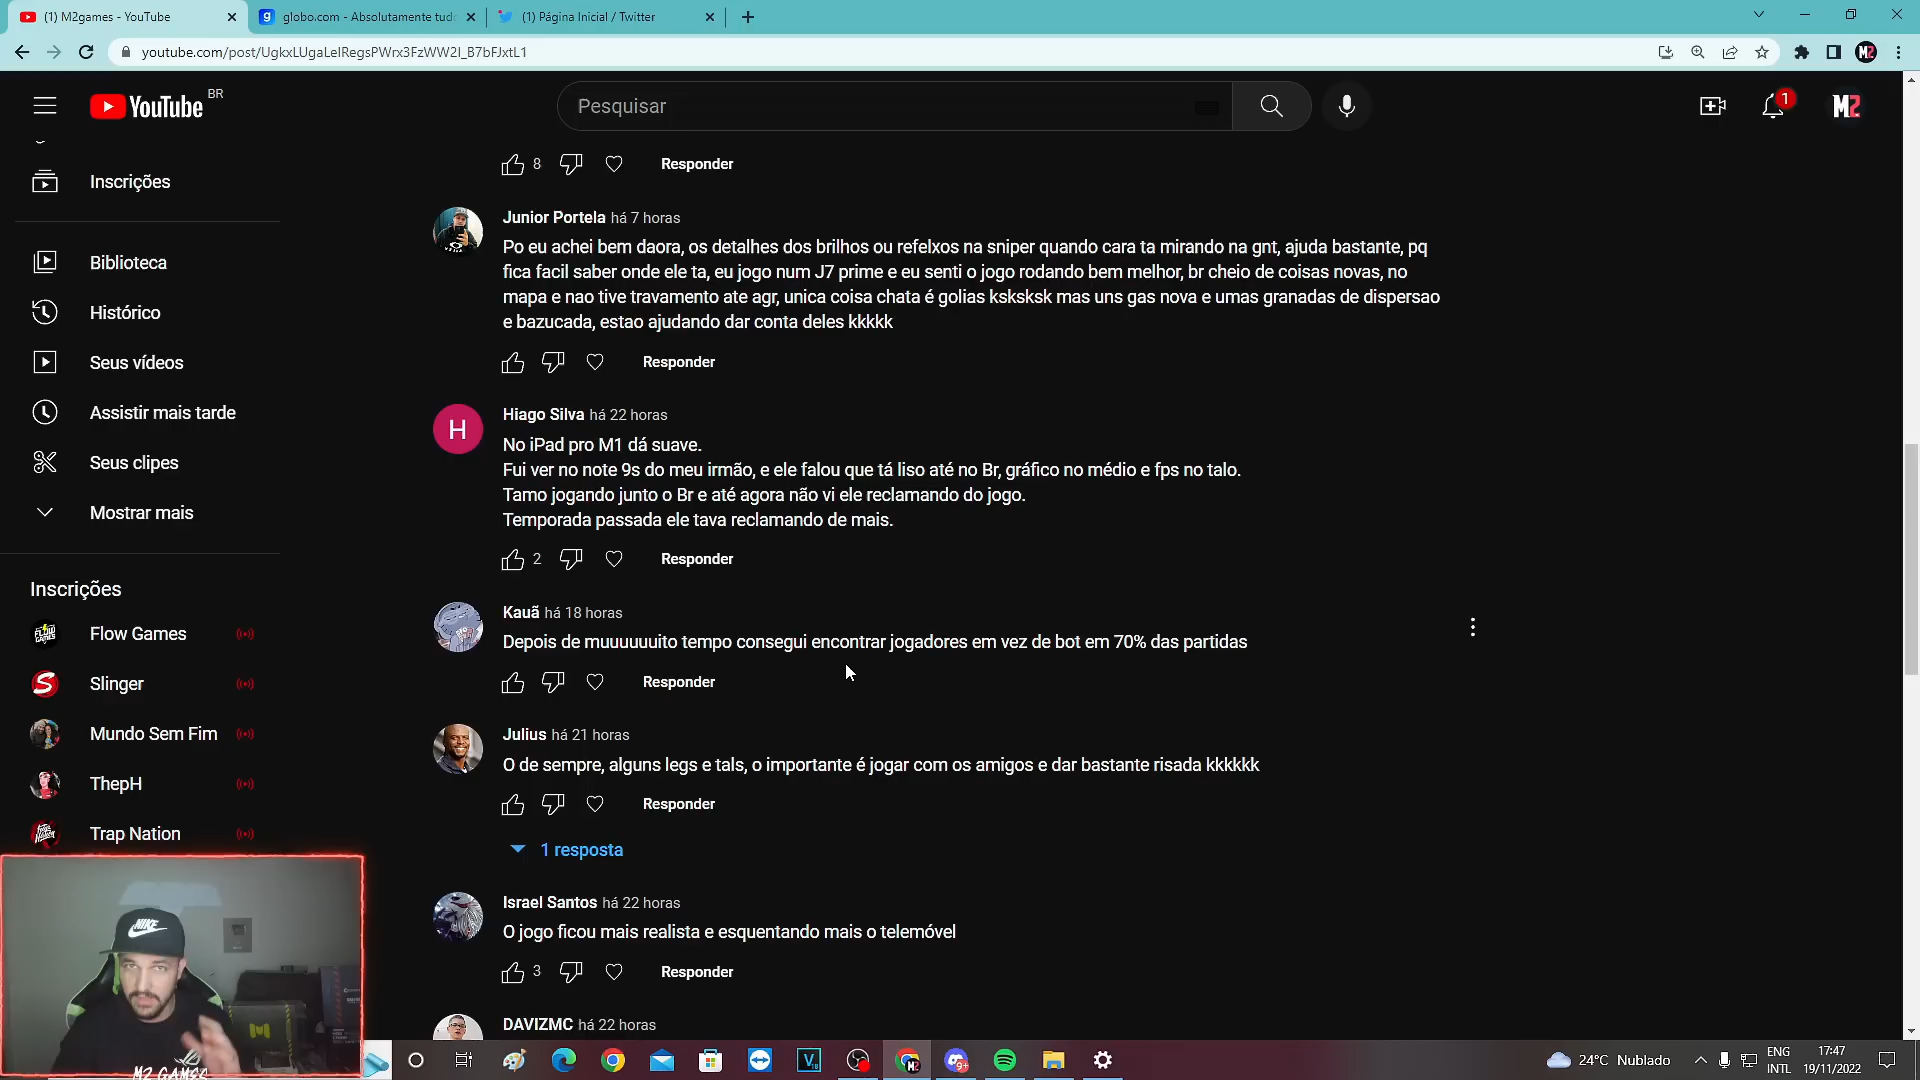 (1) M2games - YouTube
globo.com - Absolutamente tudo
(1) Página Inicial / Twitter
youtube.com/post/UgkxLUgaLeIRegsPWrx3FzWW2I_B7bFJxtL1
M2
YouTube BR
Pesquisar
1
M2
8 Responder
Inscrições
Biblioteca
Histórico
Seus vídeos
Assistir mais tarde
Seus clipes
Mostrar mais
Inscrições
Flow Games
Slinger
Mundo Sem Fim
ThepH
Trap Nation
Junior Portela há 7 horas
Po eu achei bem daora, os detalhes dos brilhos ou refelxos na sniper quando cara ta mirando na gnt, ajuda bastante, pq
fica facil saber onde ele ta, eu jogo num J7 prime e eu senti o jogo rodando bem melhor, br cheio de coisas novas, no
mapa e nao tive travamento ate agr, unica coisa chata é golias ksksksk mas uns gas nova e umas granadas de dispersao
e bazucada, estao ajudando dar conta deles kkkkk
Responder
H
Hiago Silva há 22 horas
No iPad pro M1 dá suave.
Fui ver no note 9s do meu irmão, e ele falou que tá liso até no Br, gráfico no médio e fps no talo.
Tamo jogando junto o Br e até agora não vi ele reclamando do jogo.
Temporada passada ele tava reclamando de mais.
2 Responder
Kauã há 18 horas
Depois de muuuuuuito tempo consegui encontrar jogadores em vez de bot em 70% das partidas
Responder
Julius há 21 horas
O de sempre, alguns legs e tals, o importante é jogar com os amigos e dar bastante risada kkkkkk
Responder
1 resposta
Israel Santos há 22 horas
O jogo ficou mais realista e esquentando mais o telemóvel
3 Responder
DAVIZMC há 22 horas
NIKE
M2 GAMES
24°C Nublado
ENG
INTL
17:47
19/11/2022